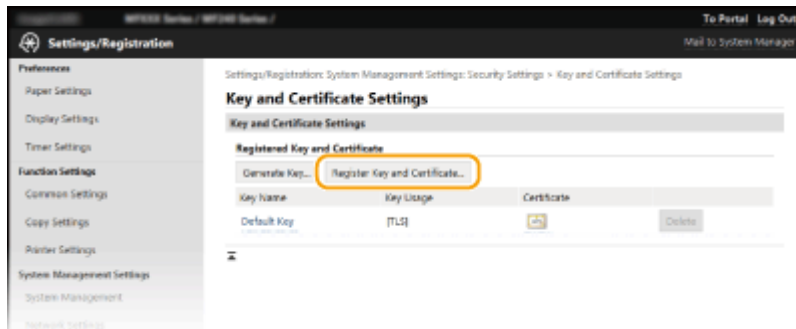 To Portal Log Out
Settings/Registration
Mail to System Manager
Preferences
Paper Settings
Display Settings
Timer Settings
Function Settings
Common Settings
Copy Settings
Printer Settings
System Management Settings
System Management
Network Settings
Settings/Registration: System Management Settings: Security Settings > Key and Certificate Settings
Key and Certificate Settings
Key and Certificate Settings
Registered Key and Certificate
Generate Key...
Register Key and Certificate...
Key Name Key Usage Certificate
Default Key [TLS] Delete